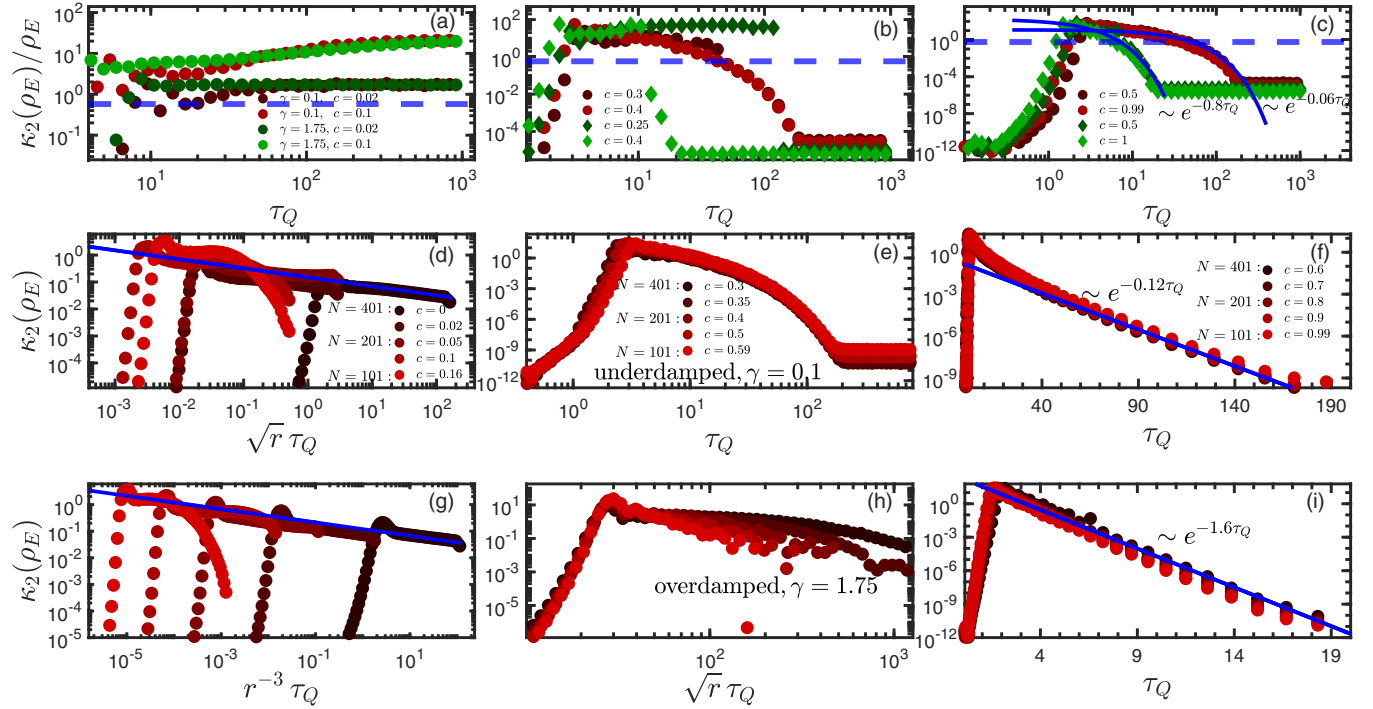 κ₂(ρ_E)/ρ_E
10¹
10⁰
10⁻¹
(a)
γ = 0.1, c = 0.02
γ = 0.1, c = 0.1
γ = 1.75, c = 0.02
γ = 1.75, c = 0.1
10¹ 10² 10³
τ_Q
10²
10⁰
10⁻²
10⁻⁴
(b)
c = 0.3
c = 0.4
c = 0.25
c = 0.4
10¹ 10² 10³
τ_Q
10⁴
10⁰
10⁻⁴
10⁻⁸
10⁻¹²
(c)
c = 0.5
c = 0.99
c = 0.5
c = 1
∼ e^{−0.8τ_Q}
∼ e^{−0.06τ_Q}
10⁰ 10¹ 10² 10³
τ_Q
κ₂(ρ_E)
10⁰
10⁻¹
10⁻²
10⁻³
10⁻⁴
(d)
N = 401 : c = 0
c = 0.02
N = 201 : c = 0.05
c = 0.1
N = 101 : c = 0.16
10⁻³ 10⁻² 10⁻¹ 10⁰ 10¹ 10²
√r τ_Q
10⁰
10⁻³
10⁻⁶
10⁻⁹
10⁻¹²
(e)
N = 401 : c = 0.3
c = 0.35
N = 201 : c = 0.4
c = 0.5
N = 101 : c = 0.59
underdamped, γ = 0.1
10⁰ 10¹ 10²
τ_Q
10⁰
10⁻³
10⁻⁶
10⁻⁹
(f)
∼ e^{−0.12τ_Q}
N = 401 : c = 0.6
c = 0.7
N = 201 : c = 0.8
c = 0.9
N = 101 : c = 0.99
40 90 140 190
τ_Q
κ₂(ρ_E)
10⁰
10⁻¹
10⁻²
10⁻³
10⁻⁴
10⁻⁵
(g)
10⁻⁵ 10⁻³ 10⁻¹ 10¹
r⁻³ τ_Q
10¹
10⁻¹
10⁻³
10⁻⁵
(h)
overdamped, γ = 1.75
10² 10³
√r τ_Q
10⁰
10⁻³
10⁻⁶
10⁻⁹
10⁻¹²
(i)
∼ e^{−1.6τ_Q}
4 9 14 19
τ_Q